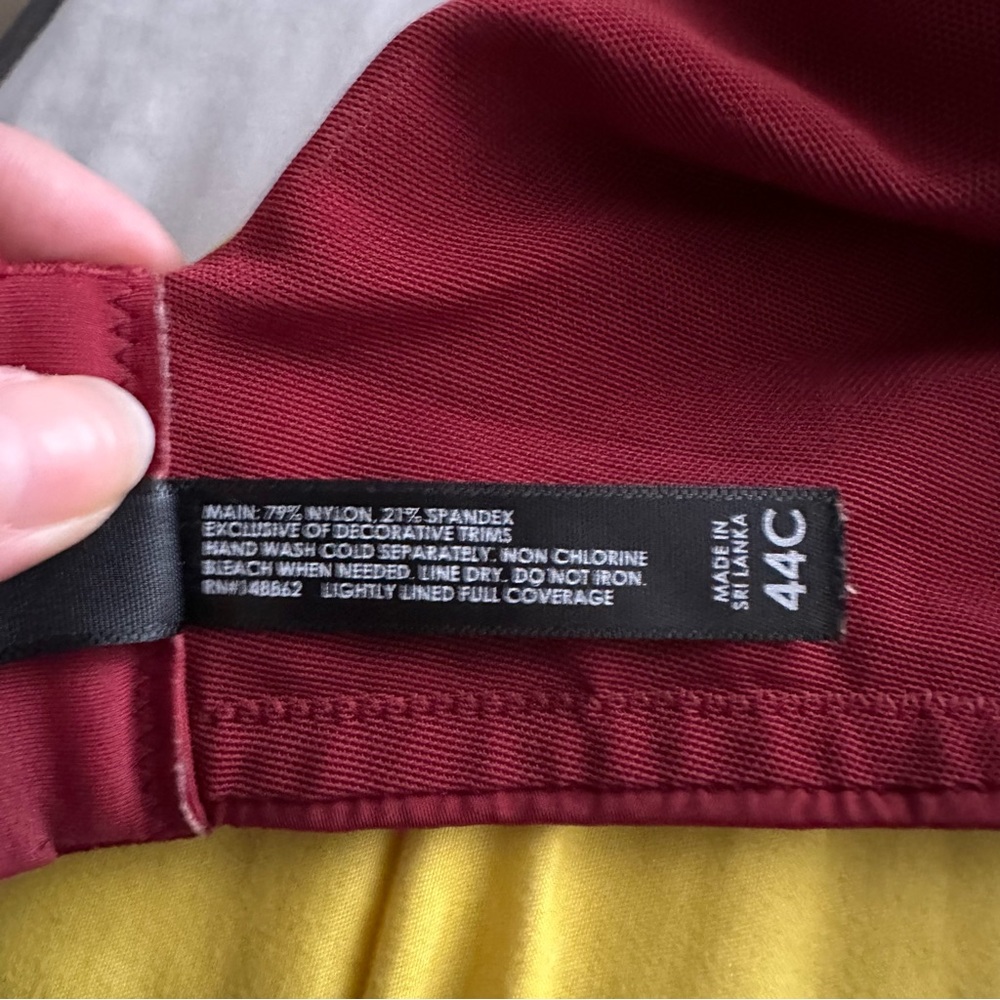 MAIN: 79% NYLON, 21% SPANDEX
EXCLUSIVE OF DECORATIVE TRIMS
HAND WASH COLD SEPARATELY. NON CHLORINE
BLEACH WHEN NEEDED. LINE DRY. DO NOT IRON.
RN#148862 LIGHTLY LINED FULL COVERAGE
MADE IN
SRI LANKA
44C